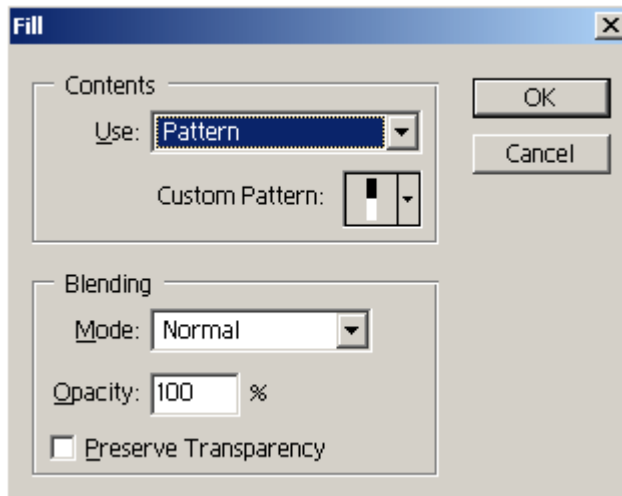 Fill
Contents
Use: Pattern
Custom Pattern:
OK
Cancel
Blending
Mode: Normal
Opacity: 100 %
Preserve Transparency